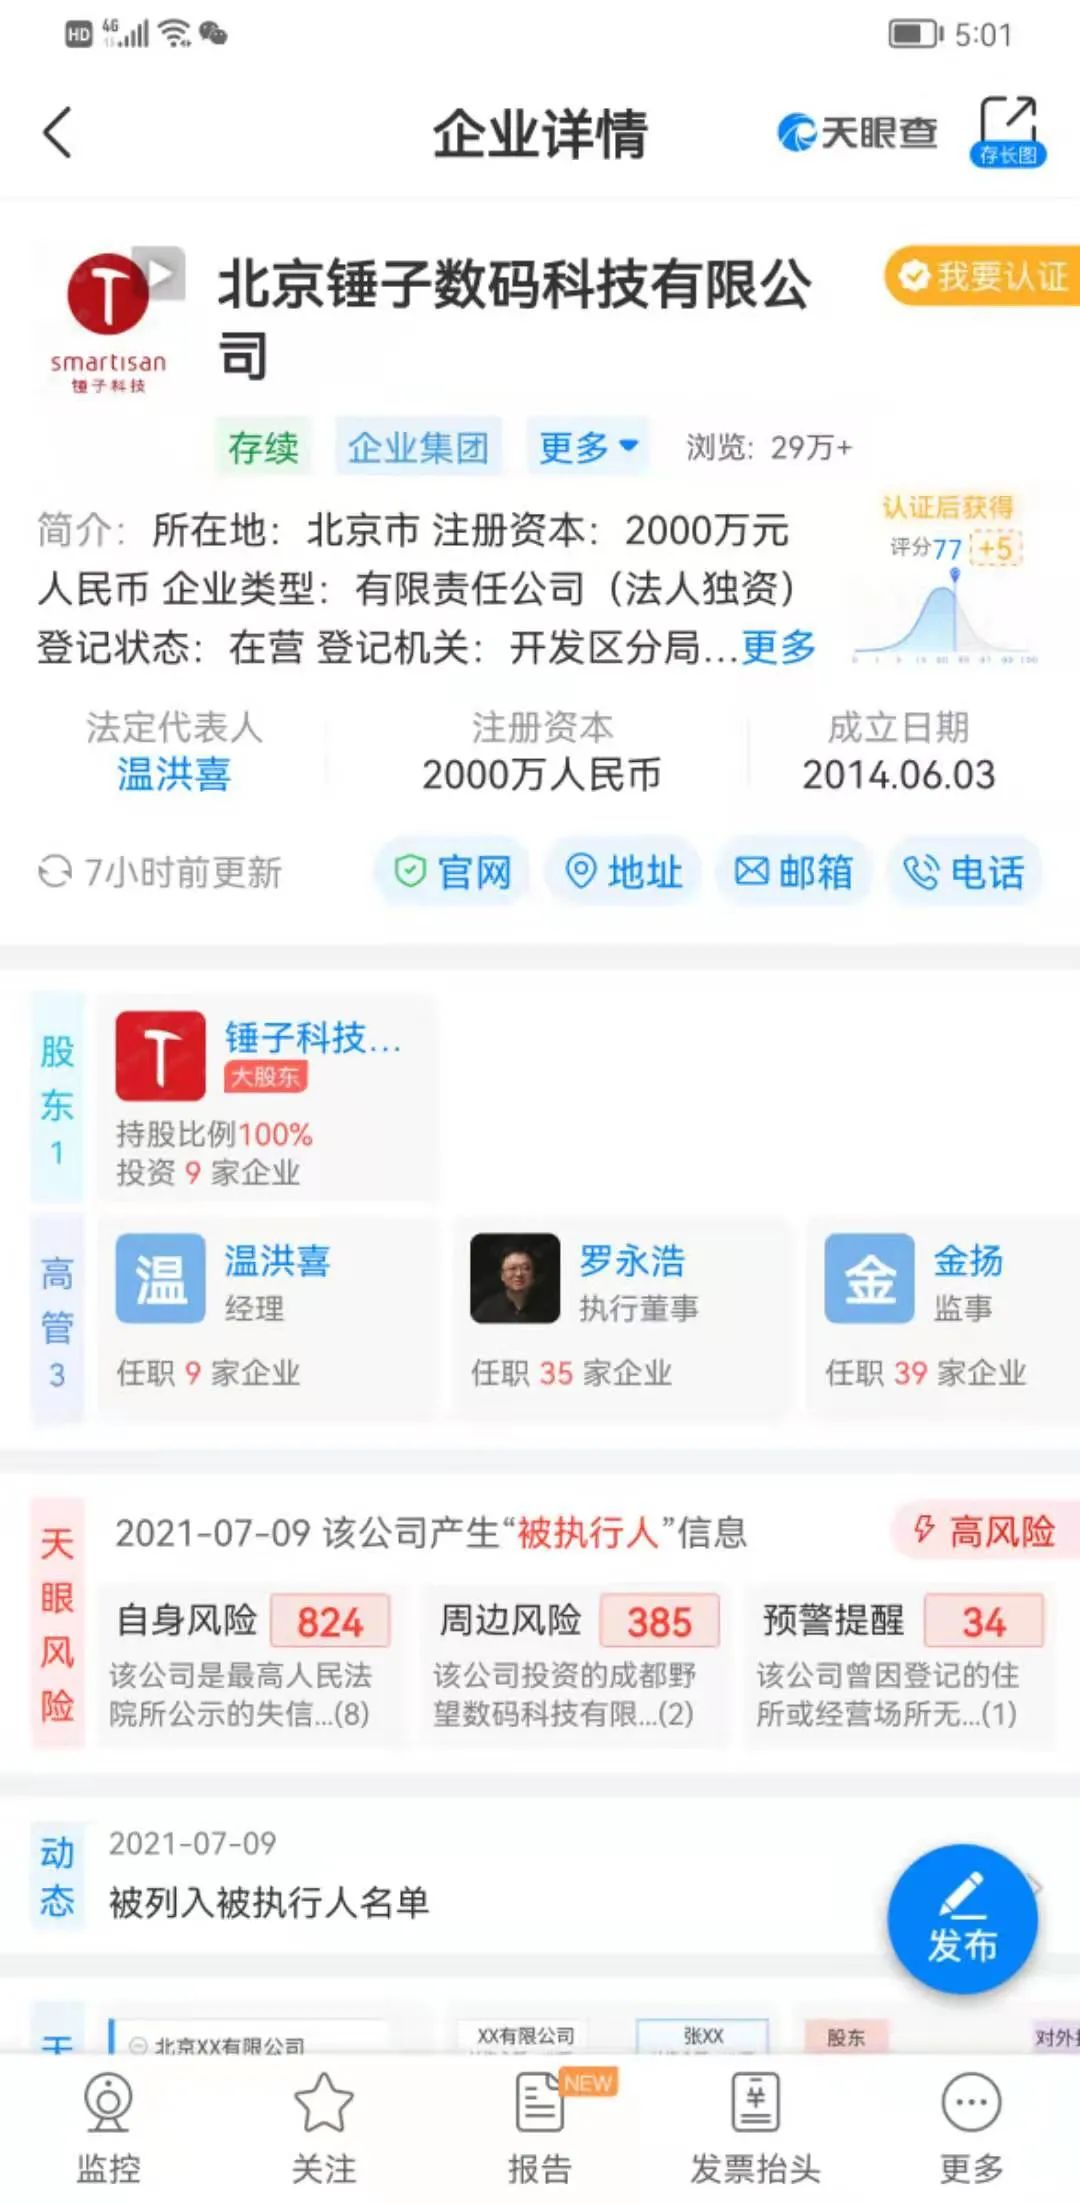 HD 4G 5:01
企业详情 天眼查
存长图
北京锤子数码科技有限公
司
我要认证
smartisan
锤子科技
存续 企业集团 更多 浏览: 29万+
简介: 所在地: 北京市 注册资本: 2000万元
人民币 企业类型: 有限责任公司（法人独资）
登记状态: 在营 登记机关: 开发区分局...更多
认证后获得
评分77 +5
法定代表人 注册资本 成立日期
温洪喜 2000万人民币 2014.06.03
7小时前更新 官网 地址 邮箱 电话
股东1
锤子科技...
大股东
持股比例100%
投资 9 家企业
高管3
温 温洪喜
经理
任职 9 家企业
罗永浩
执行董事
任职 35 家企业
金 金扬
监事
任职 39 家企业
天眼风险
2021-07-09 该公司产生“被执行人”信息 高风险
自身风险 824 周边风险 385 预警提醒 34
该公司是最高人民法
院所公示的失信...(8)
该公司投资的成都野
望数码科技有限...(2)
该公司曾因登记的住
所或经营场所无...(1)
动态
2021-07-09
被列入被执行人名单
发布
天 北京XX有限公司 XX有限公司 张XX 股东 对外
监控 关注 报告 NEW 发票抬头 更多